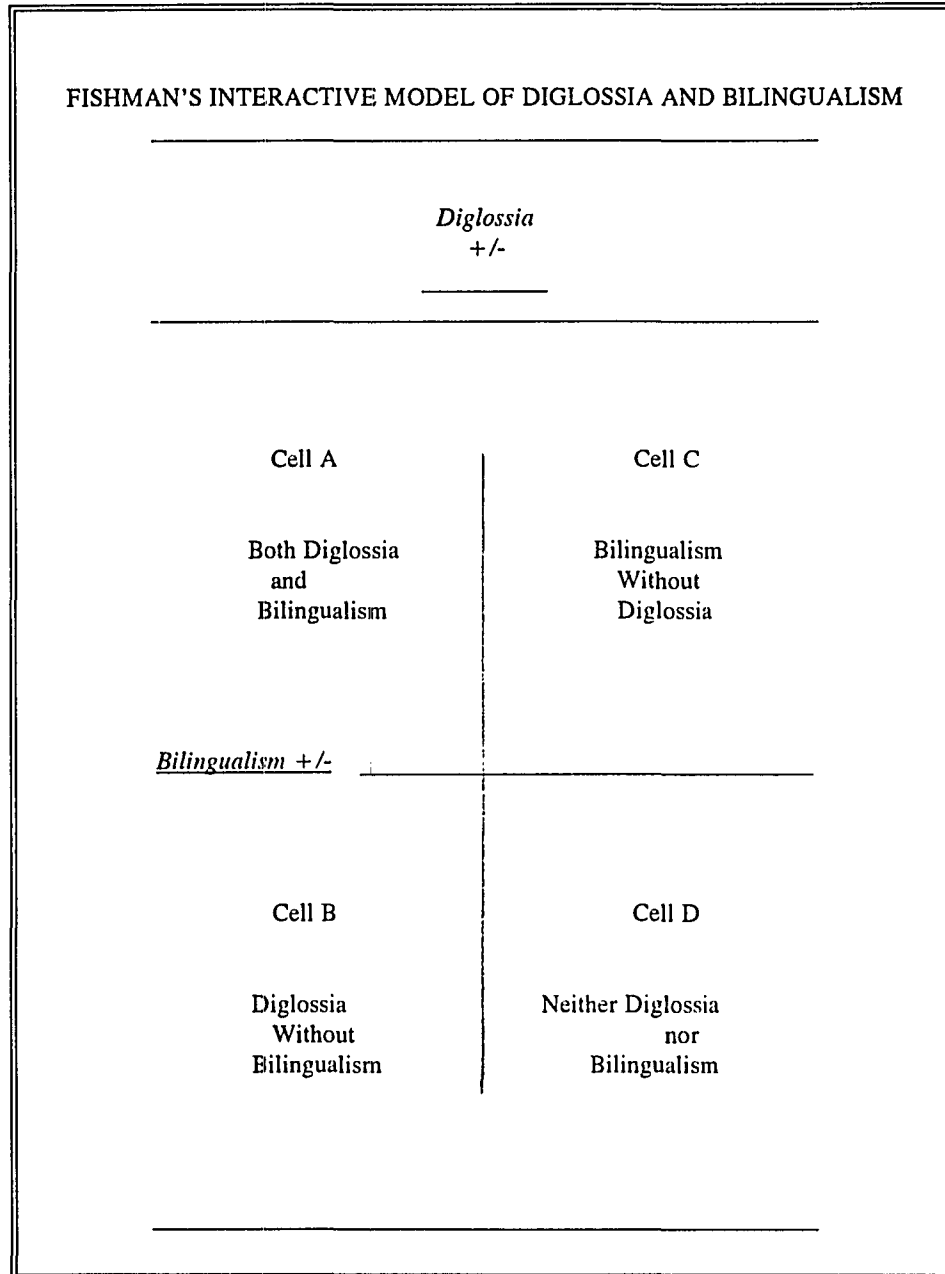 FISHMAN'S INTERACTIVE MODEL OF DIGLOSSIA AND BILINGUALISM
Diglossia
+/-
Cell A
Both Diglossia
and
Bilingualism
Cell C
Bilingualism
Without
Diglossia
Bilingualism +/-
Cell B
Diglossia
Without
Bilingualism
Cell D
Neither Diglossia
nor
Bilingualism